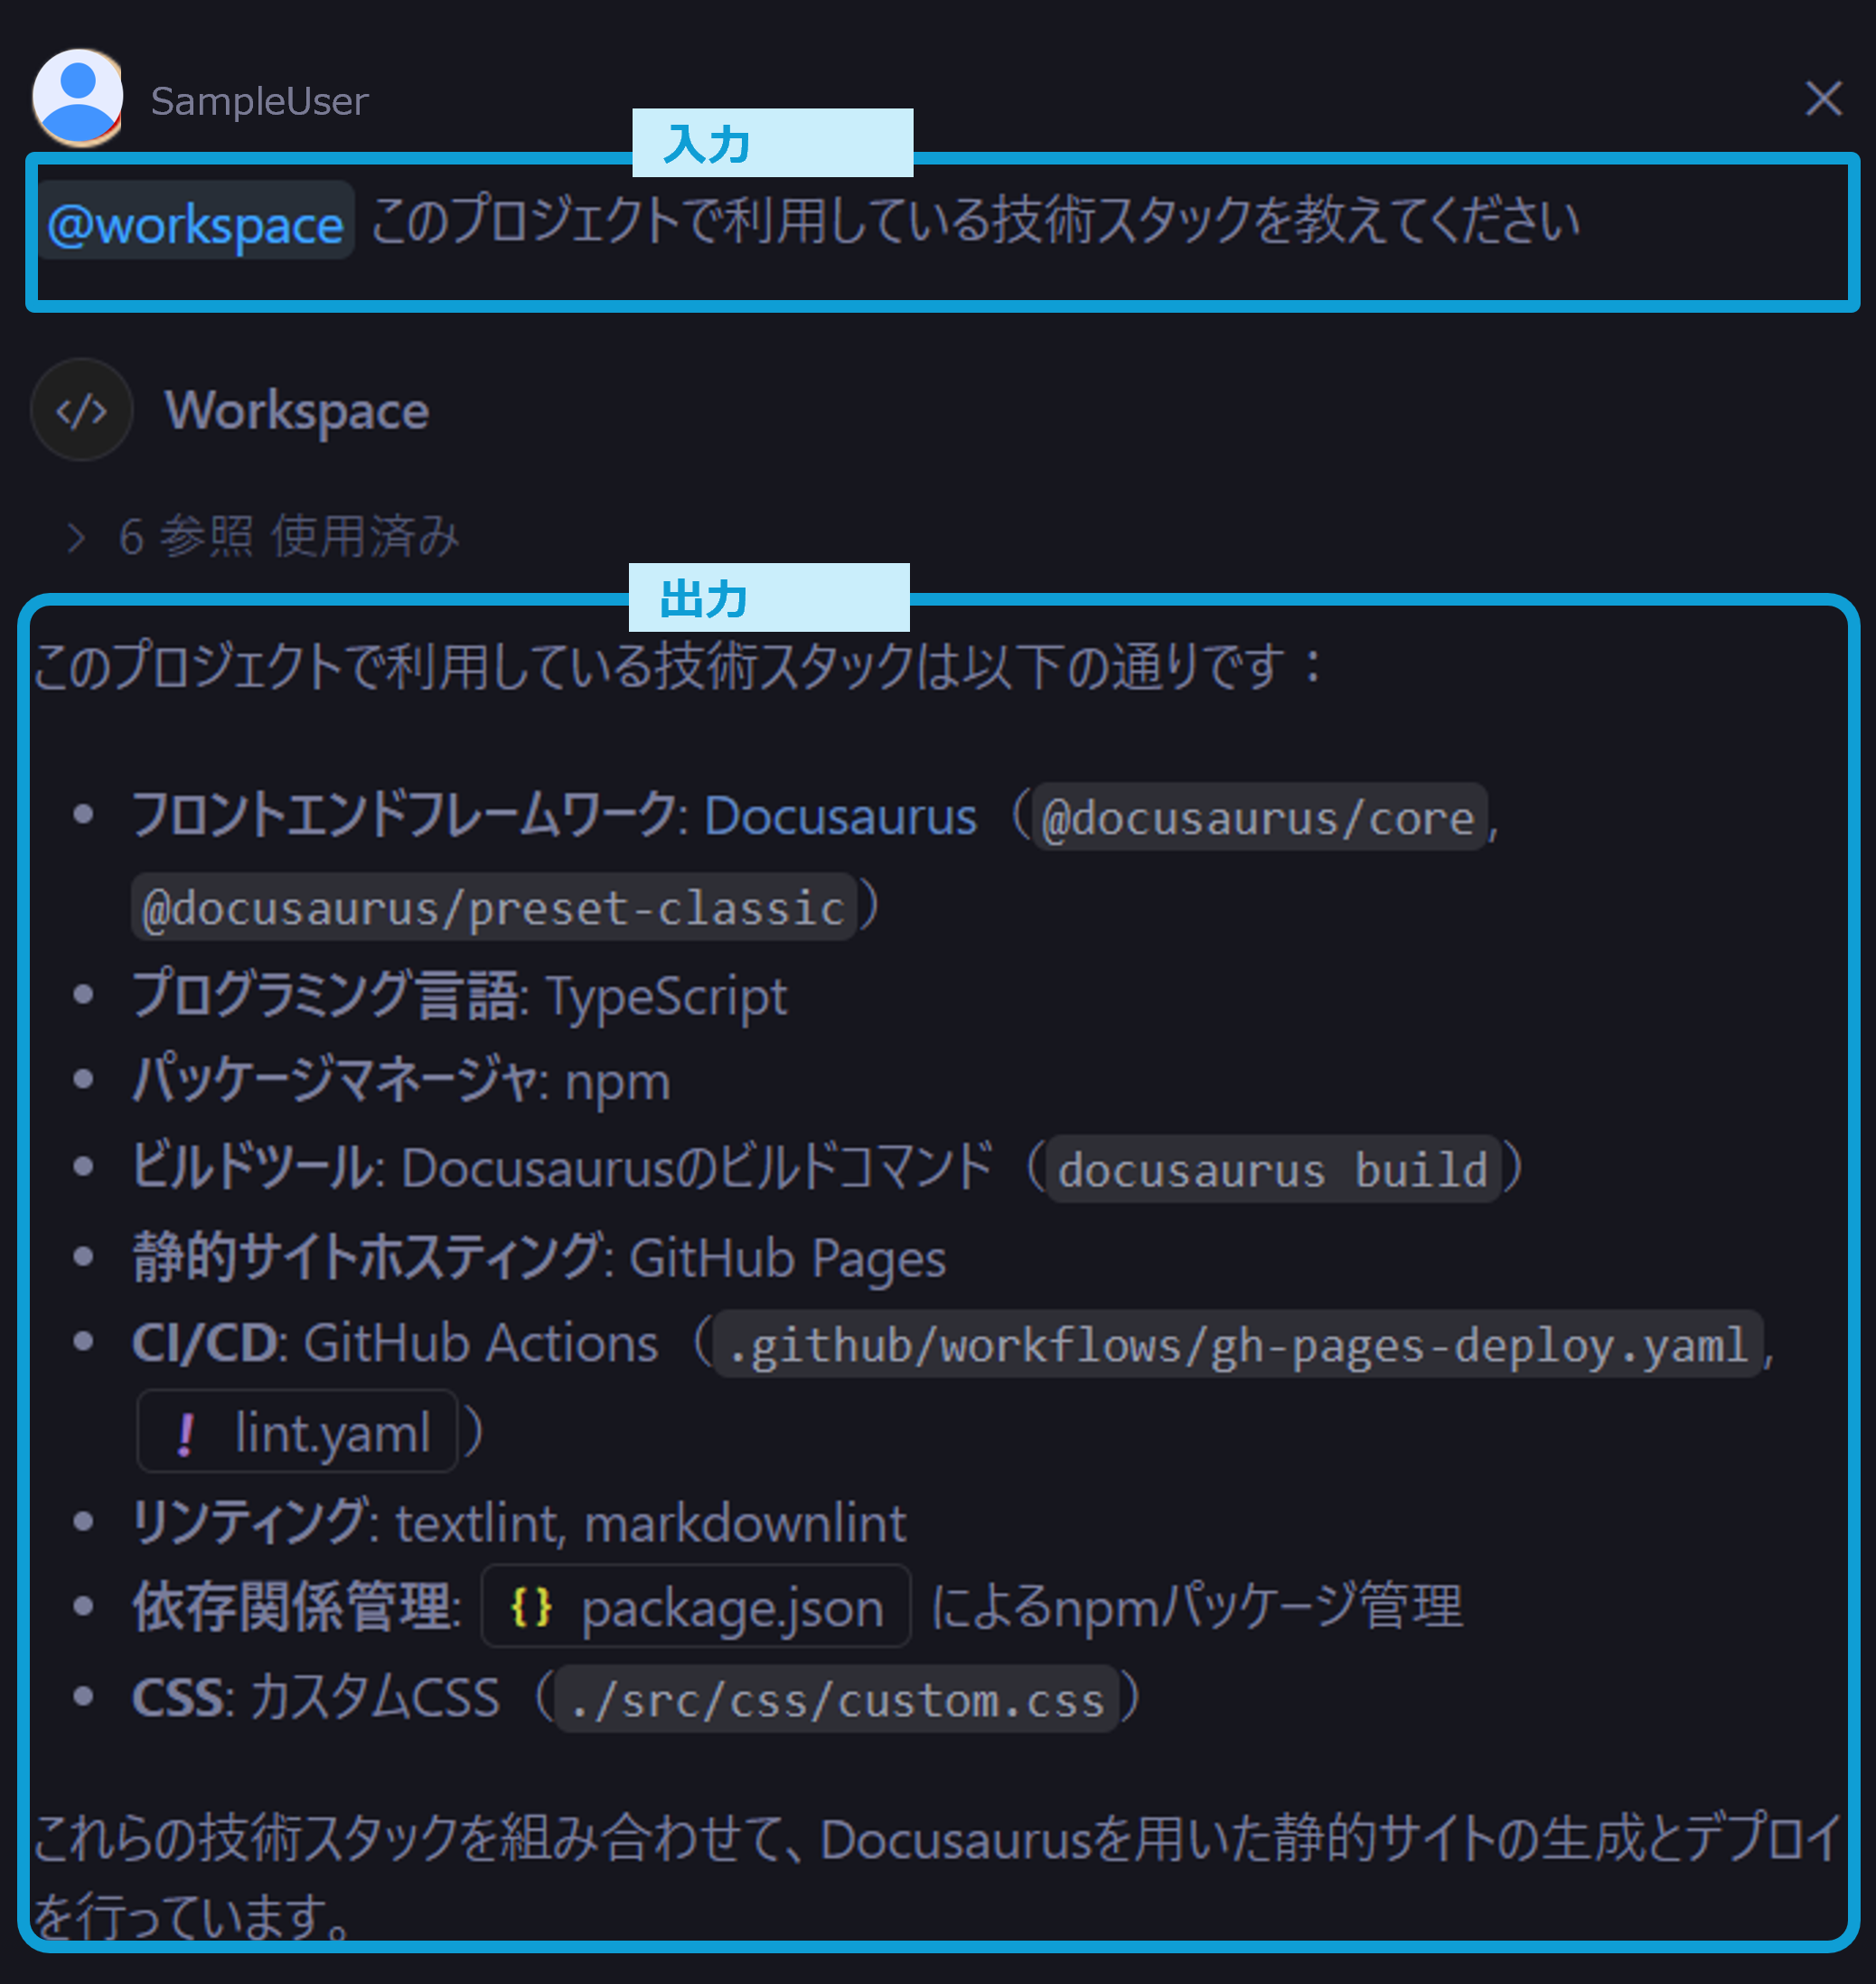 SampleUser
入力
@workspace このプロジェクトで利用している技術スタックを教えてください
Workspace
6 参照 使用済み
出力
このプロジェクトで利用している技術スタックは以下の通りです：
フロントエンドフレームワーク: Docusaurus（@docusaurus/core,
@docusaurus/preset-classic）
プログラミング言語: TypeScript
パッケージマネージャ: npm
ビルドツール: Docusaurusのビルドコマンド（docusaurus build）
静的サイトホスティング: GitHub Pages
CI/CD: GitHub Actions（.github/workflows/gh-pages-deploy.yaml,
! lint.yaml）
リンティング: textlint, markdownlint
依存関係管理: {} package.json によるnpmパッケージ管理
CSS: カスタムCSS（./src/css/custom.css）
これらの技術スタックを組み合わせて、Docusaurusを用いた静的サイトの生成とデプロイ
を行っています。